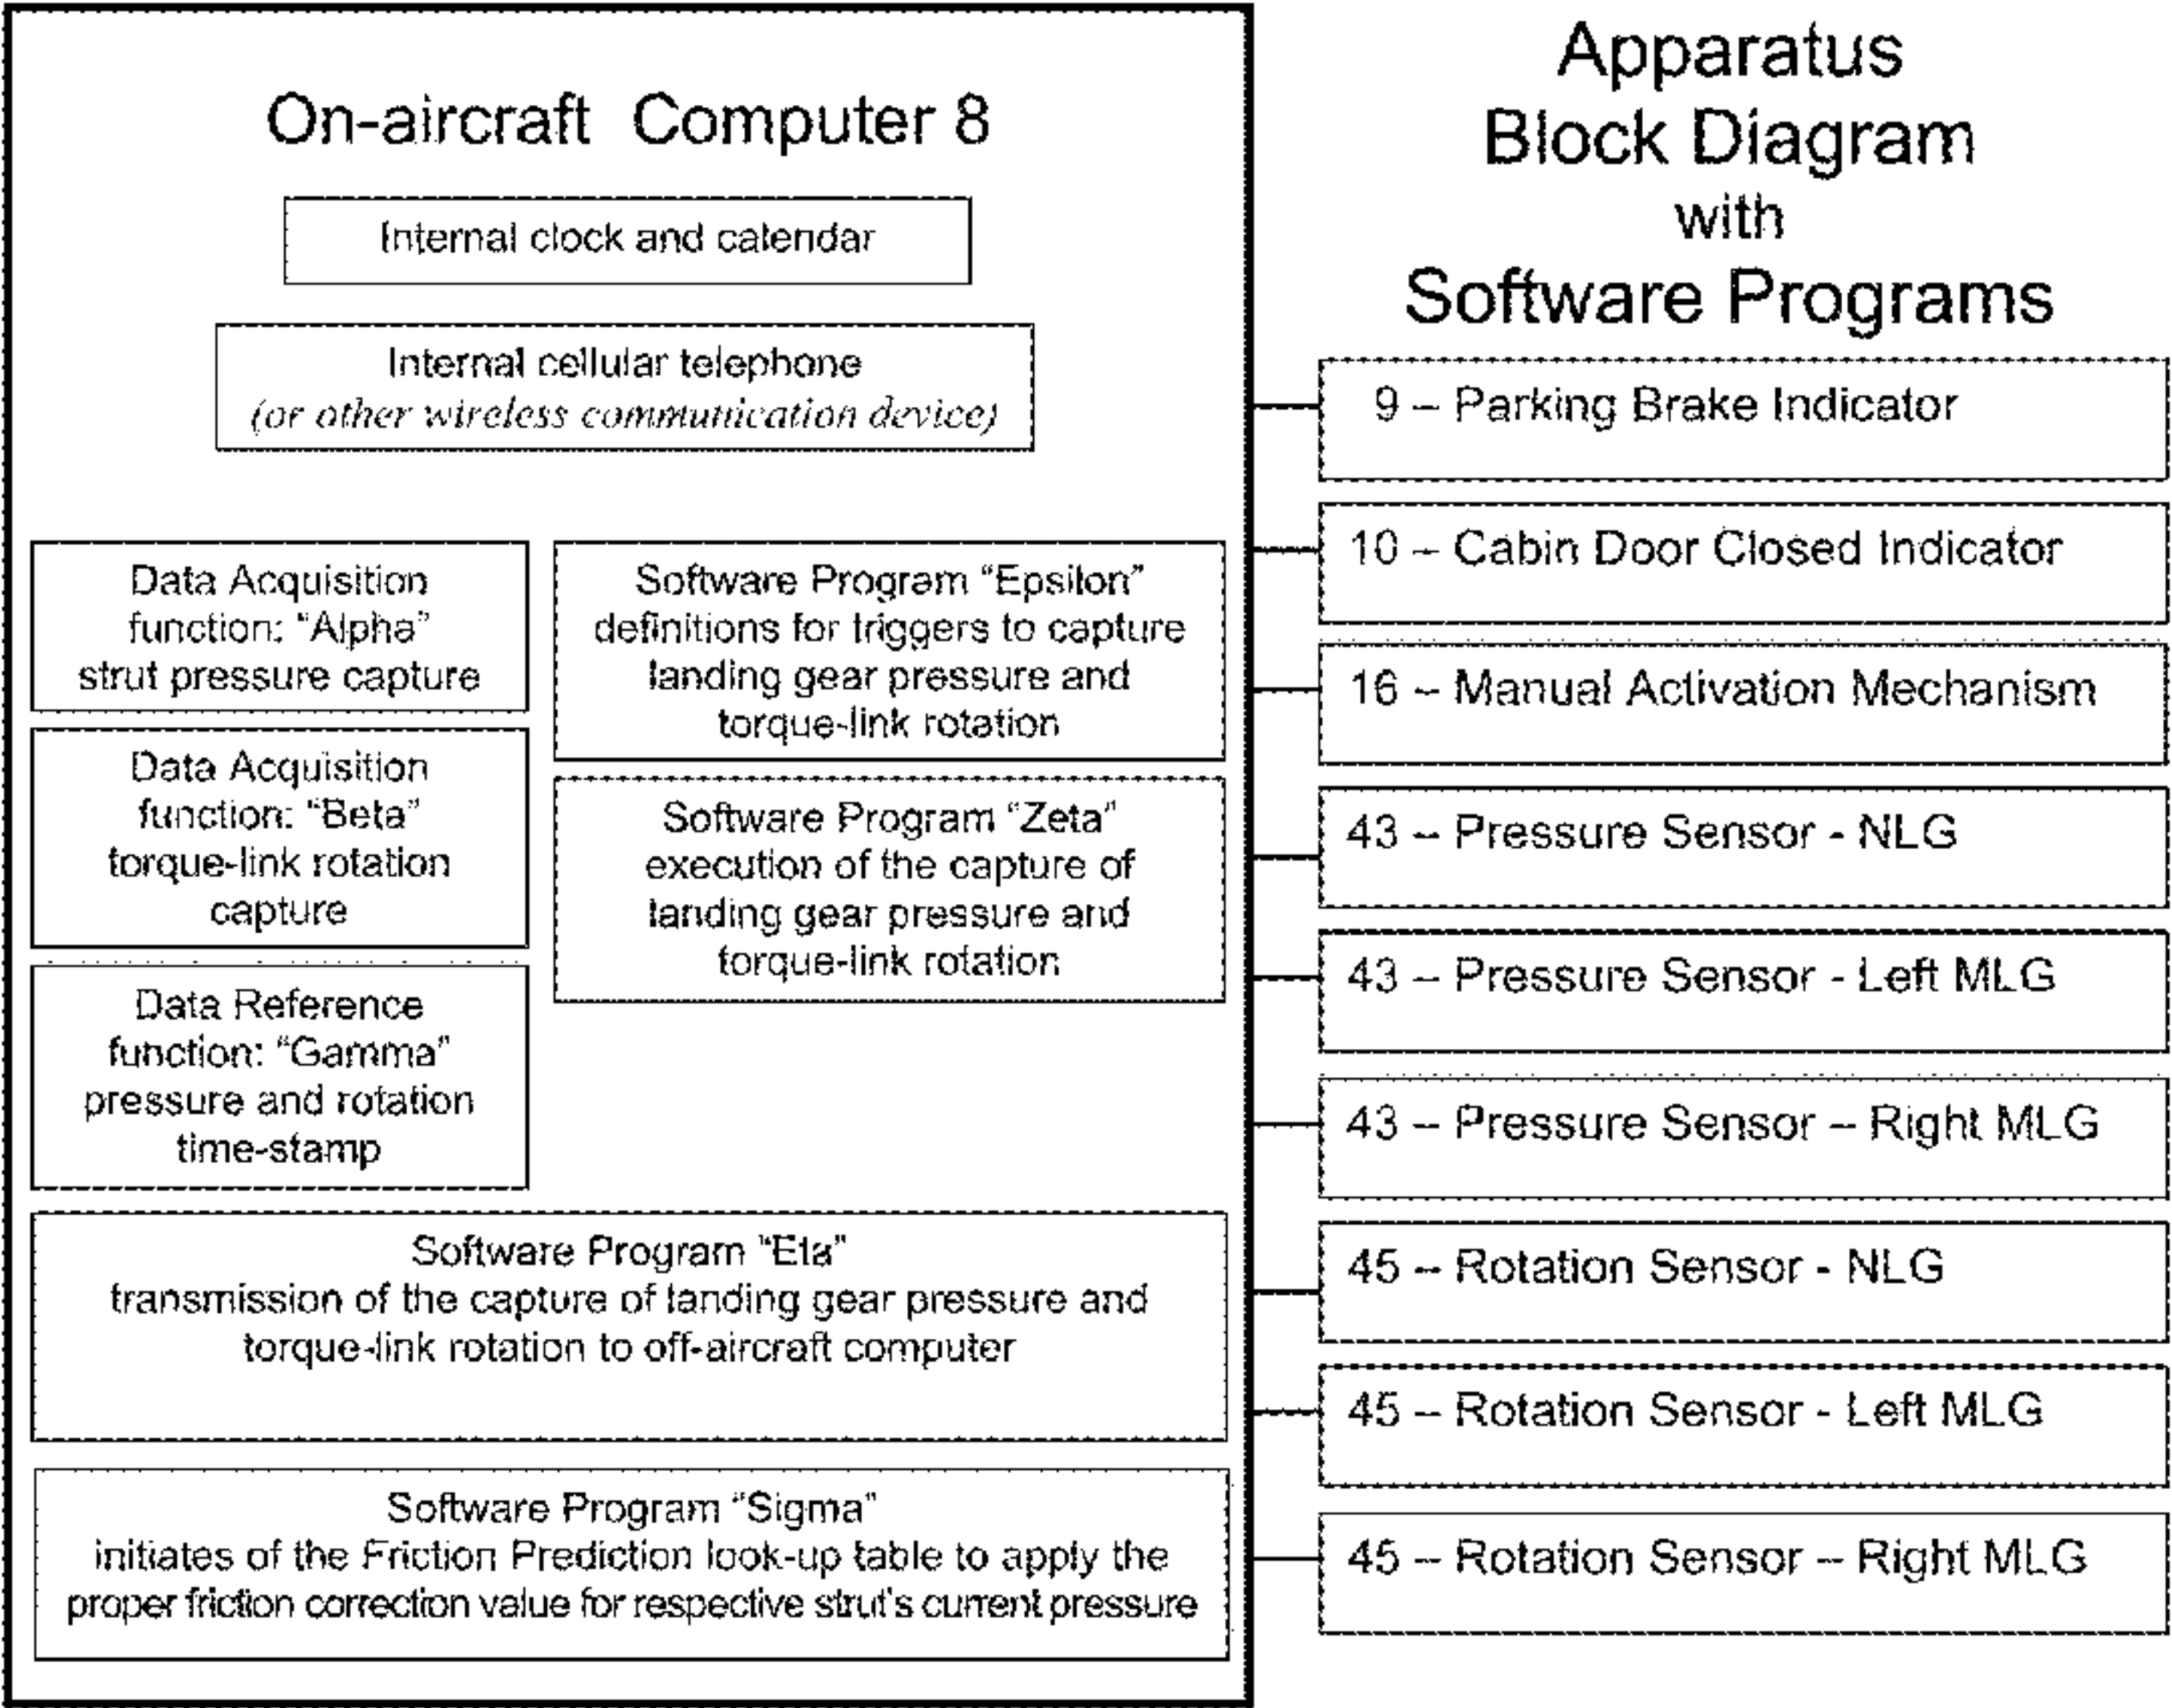 On-aircraft Computer 8
Internal clock and calendar
Internal cellular telephone
(or other wireless communication device)
Data Acquisition
function: "Alpha"
strut pressure capture
Data Acquisition
function: "Beta"
torque-link rotation
capture
Data Reference
function: "Gamma"
pressure and rotation
time-stamp
Software Program "Epsilon"
definitions for triggers to capture
landing gear pressure and
torque-link rotation
Software Program "Zeta"
execution of the capture of
landing gear pressure and
torque-link rotation
Software Program "Eta"
transmission of the capture of landing gear pressure and
torque-link rotation to off-aircraft computer
Software Program "Sigma"
initiates of the Friction Prediction look-up table to apply the
proper friction correction value for respective strut's current pressure
Apparatus
Block Diagram
with
Software Programs
9 – Parking Brake Indicator
10 – Cabin Door Closed Indicator
16 – Manual Activation Mechanism
43 – Pressure Sensor - NLG
43 – Pressure Sensor - Left MLG
43 – Pressure Sensor – Right MLG
45 – Rotation Sensor - NLG
45 – Rotation Sensor - Left MLG
45 – Rotation Sensor – Right MLG